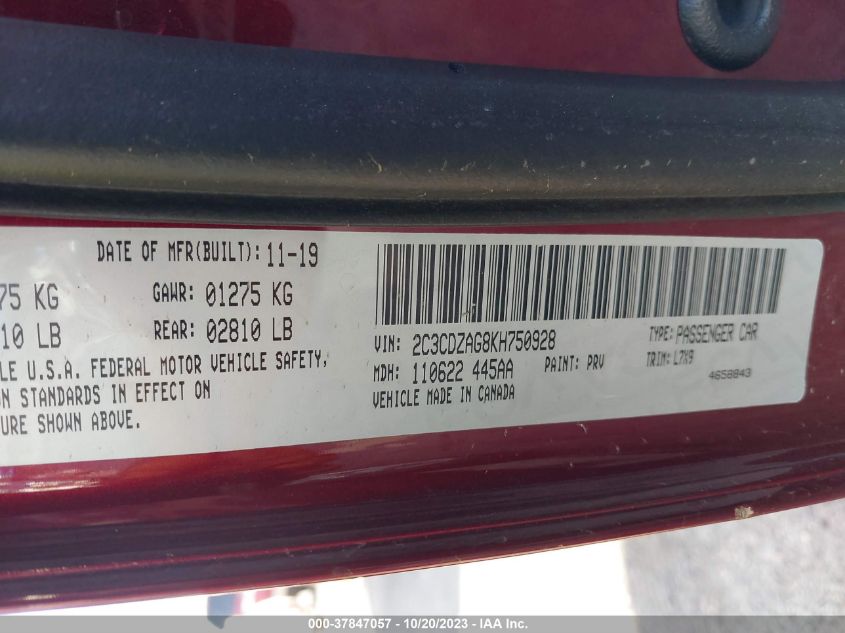 DATE OF MFR(BUILT): 11-19
75 KG GAWR: 01275 KG
10 LB REAR: 02810 LB
LE U.S.A. FEDERAL MOTOR VEHICLE SAFETY,
ON STANDARDS IN EFFECT ON
URE SHOWN ABOVE.
VIN: 2C3CDZAG8KH750928 TYPE: PASSENGER CAR
MDH: 110622 445AA PAINT: PRV TRIM: L7X9
VEHICLE MADE IN CANADA 4658843
000-37847057 - 10/20/2023 - IAA Inc.